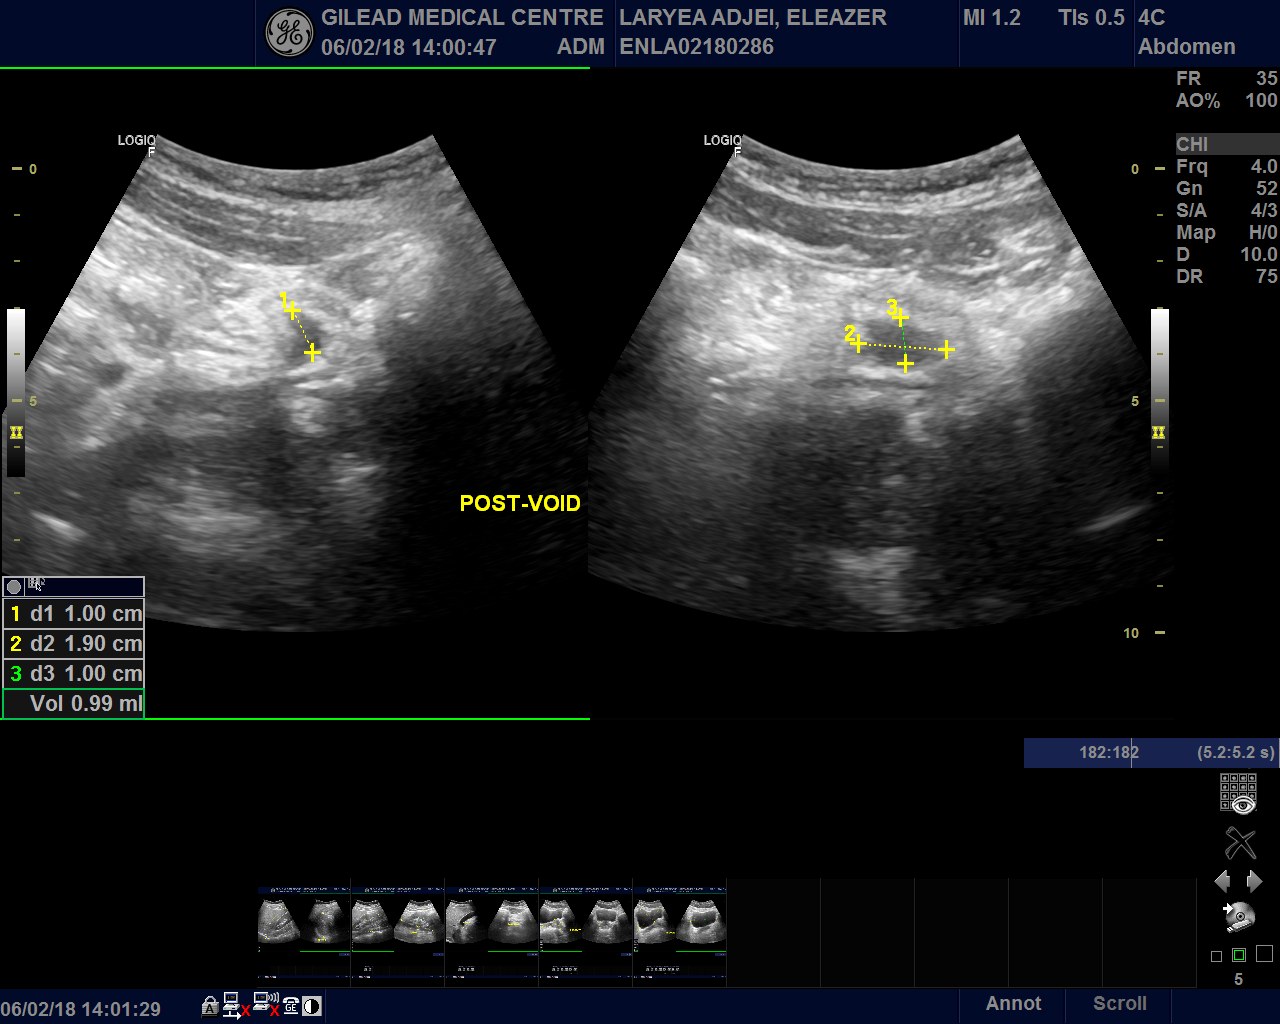 GILEAD MEDICAL CENTRE
06/02/18 14:00:47 ADM
LARYEA ADJEI, ELEAZER
ENLA02180286
MI 1.2 TIs 0.5
4C
Abdomen
FR 35
AO% 100
CHI
Frq 4.0
Gn 52
S/A 4/3
Map H/0
D 10.0
DR 75
LOGIQ
F
0
5
1
POST-VOID
LOGIQ
F
0
5
10
2
3
1 d1 1.00 cm
2 d2 1.90 cm
3 d3 1.00 cm
Vol 0.99 ml
182:182 (5.2:5.2 s)
5
06/02/18 14:01:29
A
GE
Annot
Scroll